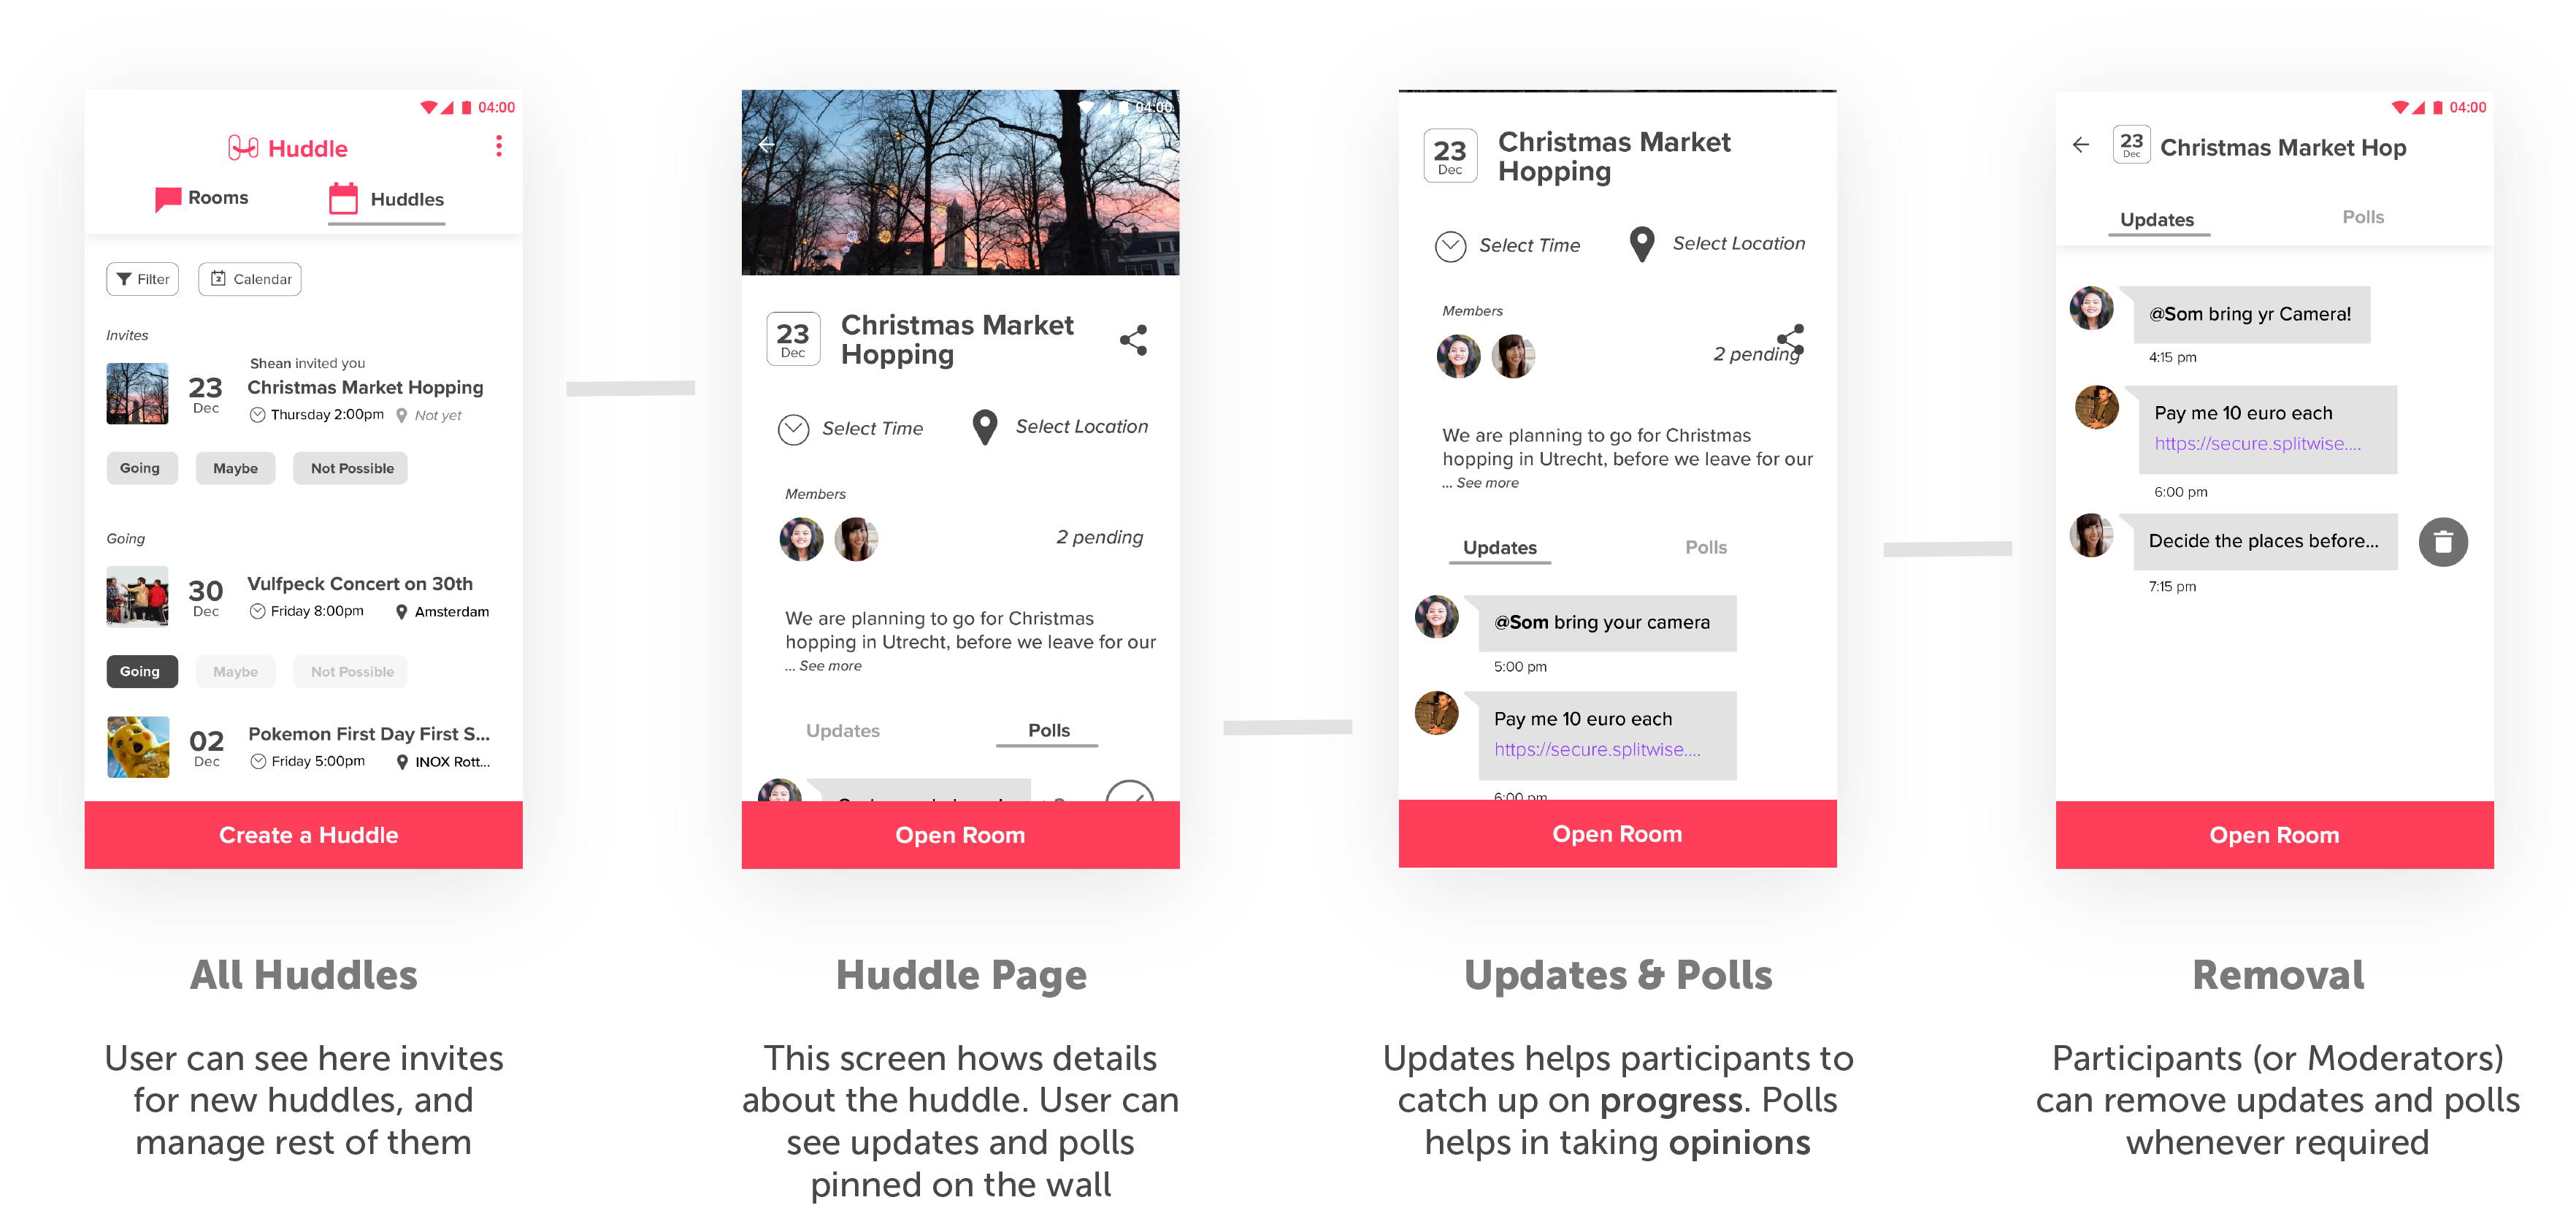 04:00
Huddle
Rooms
Huddles
Filter
2 Calendar
Invites
Shean invited you
23 Dec
Christmas Market Hopping
Thursday 2:00pm
Not yet
Going
Maybe
Not Possible
Going
30 Dec
Vulfpeck Concert on 30th
Friday 8:00pm
Amsterdam
Going
Maybe
Not Possible
02 Dec
Pokemon First Day First S...
Friday 5:00pm
INOX Rott...
Create a Huddle
All Huddles
User can see here invites
for new huddles, and
manage rest of them
04:00
23 Dec
Christmas Market
Hopping
Select Time
Select Location
Members
2 pending
We are planning to go for Christmas
hopping in Utrecht, before we leave for our
... See more
Updates
Polls
Open Room
Huddle Page
This screen hows details
about the huddle. User can
see updates and polls
pinned on the wall
23 Dec
Christmas Market
Hopping
Select Time
Select Location
Members
2 pending
We are planning to go for Christmas
hopping in Utrecht, before we leave for our
... See more
Updates
Polls
@Som bring your camera
5:00 pm
Pay me 10 euro each
https://secure.splitwise....
6:00 pm
Open Room
Updates & Polls
Updates helps participants to
catch up on progress. Polls
helps in taking opinions
04:00
23 Dec
Christmas Market Hop
Updates
Polls
@Som bring yr Camera!
4:15 pm
Pay me 10 euro each
https://secure.splitwise....
6:00 pm
Decide the places before...
7:15 pm
Open Room
Removal
Participants (or Moderators)
can remove updates and polls
whenever required